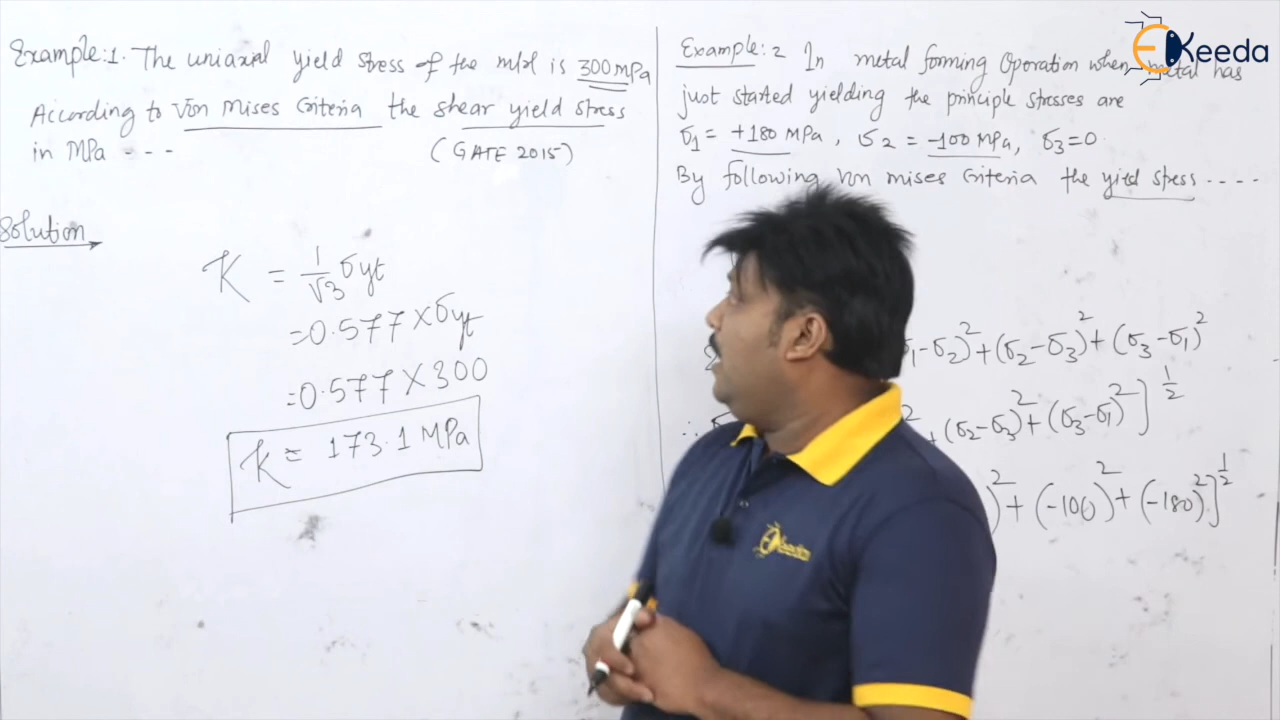 Example:1. The uniaxial yield stress of the mtrl is 300 MPa
According to Von Mises Criteria the shear yield stress
in MPa - - -
(GATE 2015)
Solution
K = 1/√3 σyt
= 0.577 × σyt
= 0.577 × 300
K = 173.1 MPa
EKeeda
Example: 2 In metal forming Operation when metal has
just started yielding the principle stresses are
σ1 = +180 MPa, σ2 = -100 MPa, σ3 = 0.
By following Von mises Criteria the yield stress ----
-σ2)²+(σ2-σ3)²+(σ3-σ1)²
∴
+(σ2-σ3)²+(σ3-σ1)²]^1/2
)²+(-100)²+(-180)²]^1/2